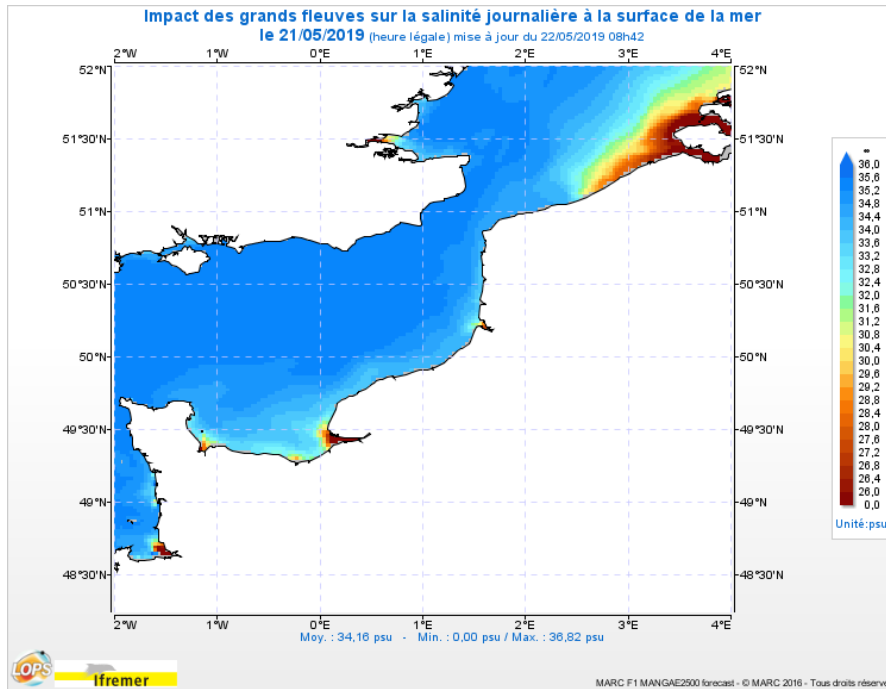 Impact des grands fleuves sur la salinité journalière à la surface de la mer
le 21/05/2019 (heure légale) mise à jour du 22/05/2019 08h42
2°W 1°W 0°E 1°E 2°E 3°E 4°E
52°N 52°N
51°30'N 51°30'N
51°N 51°N
50°30'N 50°30'N
50°N 50°N
49°30'N 49°30'N
49°N 49°N
48°30'N 48°30'N
2°W 1°W 0°E 1°E 2°E 3°E 4°E
∞
36,0
35,6
35,2
34,8
34,4
34,0
33,6
33,2
32,8
32,4
32,0
31,6
31,2
30,8
30,4
30,0
29,6
29,2
28,8
28,4
28,0
27,6
27,2
26,8
26,4
26,0
0,0
Unité:psu
Moy. : 34,16 psu - Min. : 0,00 psu / Max. : 36,82 psu
LOPS
Ifremer
MARC F1 MANGAE2500 forecast - © MARC 2016 - Tous droits réservé